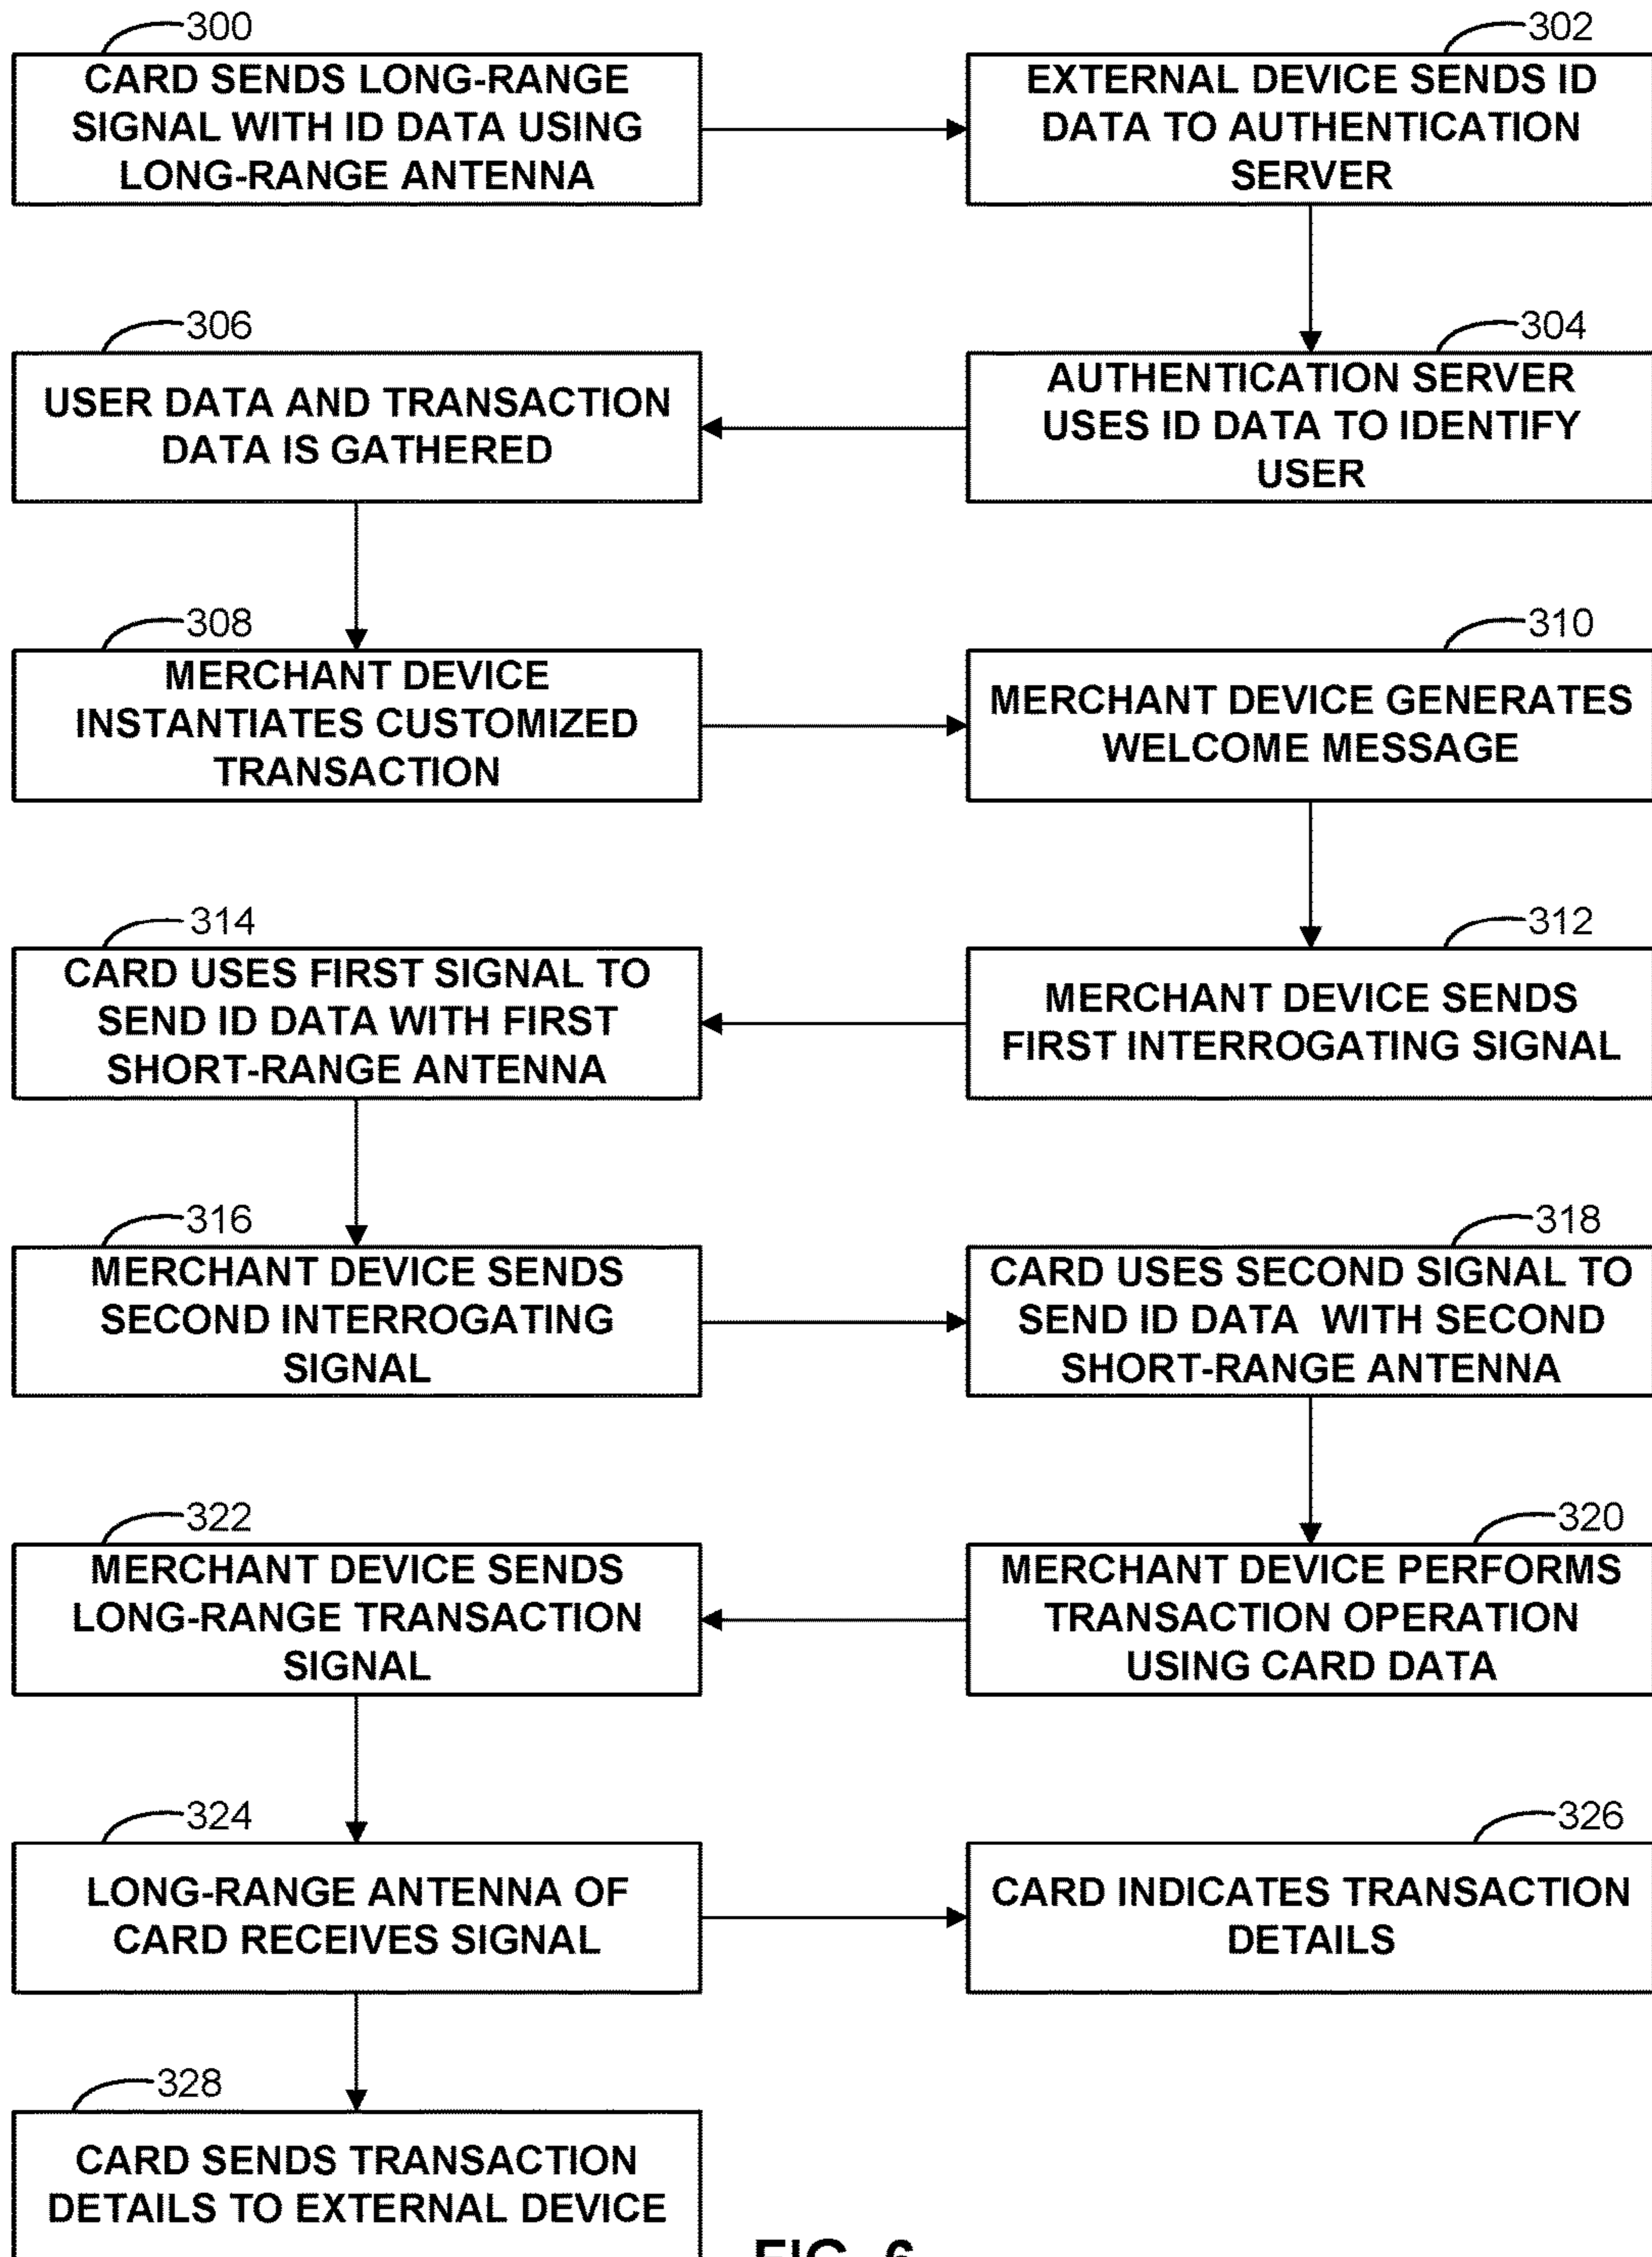 300
CARD SENDS LONG-RANGE
SIGNAL WITH ID DATA USING
LONG-RANGE ANTENNA
302
EXTERNAL DEVICE SENDS ID
DATA TO AUTHENTICATION
SERVER
304
AUTHENTICATION SERVER
USES ID DATA TO IDENTIFY
USER
306
USER DATA AND TRANSACTION
DATA IS GATHERED
308
MERCHANT DEVICE
INSTANTIATES CUSTOMIZED
TRANSACTION
310
MERCHANT DEVICE GENERATES
WELCOME MESSAGE
312
MERCHANT DEVICE SENDS
FIRST INTERROGATING SIGNAL
314
CARD USES FIRST SIGNAL TO
SEND ID DATA WITH FIRST
SHORT-RANGE ANTENNA
316
MERCHANT DEVICE SENDS
SECOND INTERROGATING
SIGNAL
318
CARD USES SECOND SIGNAL TO
SEND ID DATA WITH SECOND
SHORT-RANGE ANTENNA
320
MERCHANT DEVICE PERFORMS
TRANSACTION OPERATION
USING CARD DATA
322
MERCHANT DEVICE SENDS
LONG-RANGE TRANSACTION
SIGNAL
324
LONG-RANGE ANTENNA OF
CARD RECEIVES SIGNAL
326
CARD INDICATES TRANSACTION
DETAILS
328
CARD SENDS TRANSACTION
DETAILS TO EXTERNAL DEVICE
FIG. 6